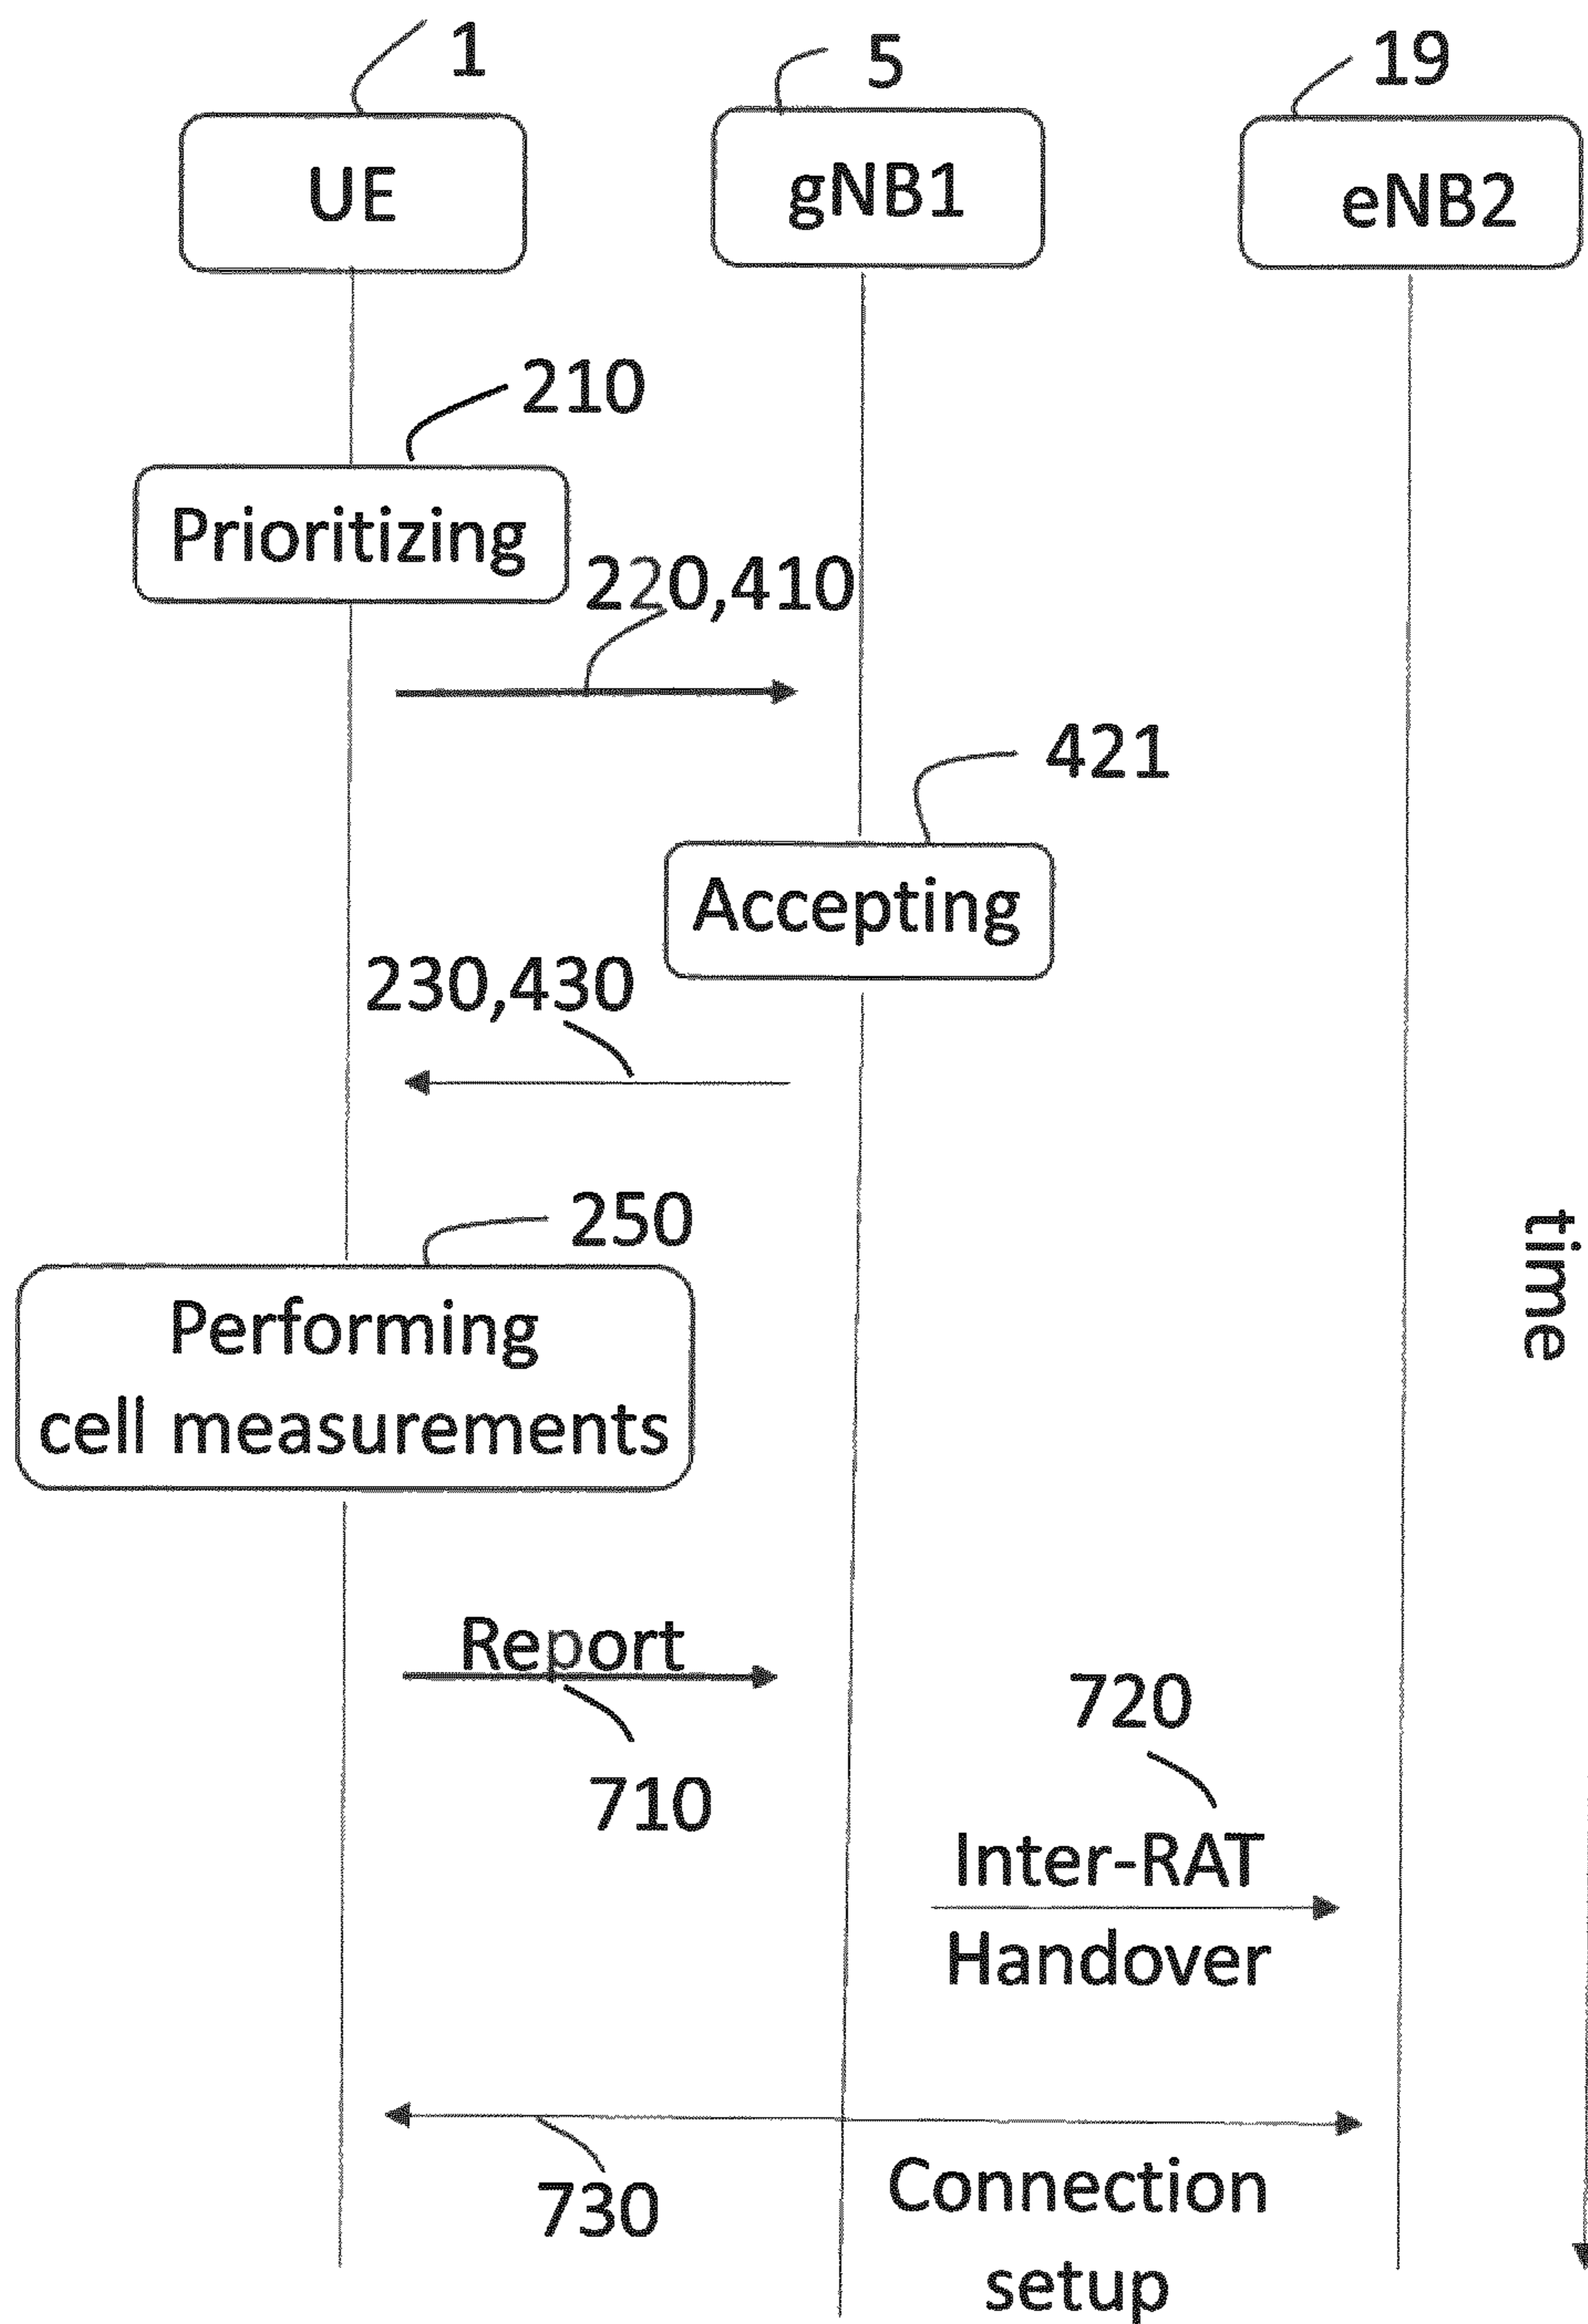 1
5
19
UE
gNB1
eNB2
210
Prioritizing
220,410
421
Accepting
230,430
250
Performing
cell measurements
time
Report
710
720
Inter-RAT
Handover
730
Connection
setup